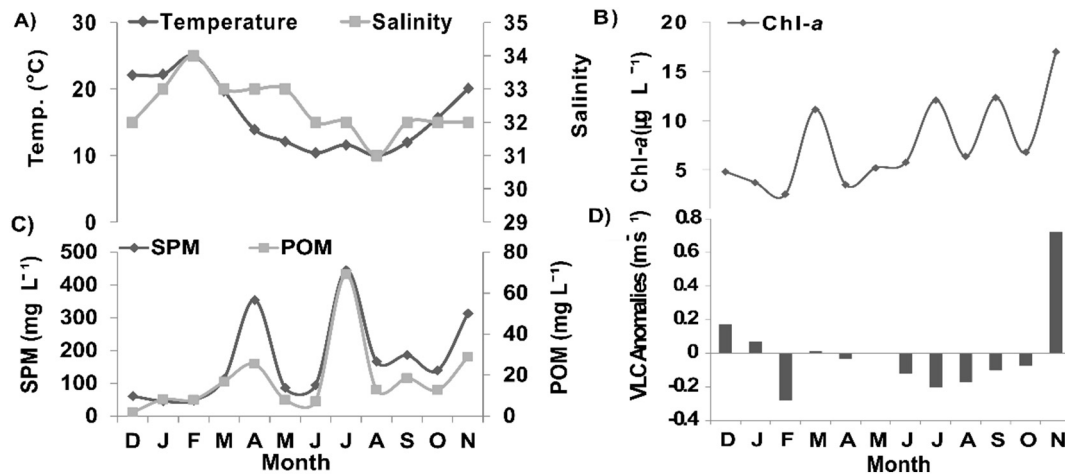 A)
Temperature Salinity
Temp. (°C)
30
20
10
0
35
34
33
32
31
30
29
Salinity
B)
Chl-a
Chl-a(µg L⁻¹)
20
15
10
5
C)
SPM POM
SPM (mg L⁻¹)
500
400
300
200
100
0
80
60
40
20
0
POM (mg L⁻¹)
D J F M A M J J A S O N
Month
D)
VLC Anomalies (ms⁻¹)
0.8
0.6
0.4
0.2
0
-0.2
-0.4
D J F M A M J J A S O N
Month